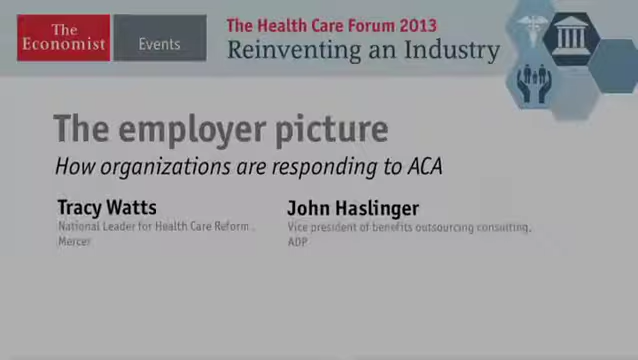 The
Economist
Events
The Health Care Forum 2013
Reinventing an Industry
The employer picture
How organizations are responding to ACA
Tracy Watts
National Leader for Health Care Reform,
Mercer
John Haslinger
Vice president of benefits outsourcing consulting,
ADP